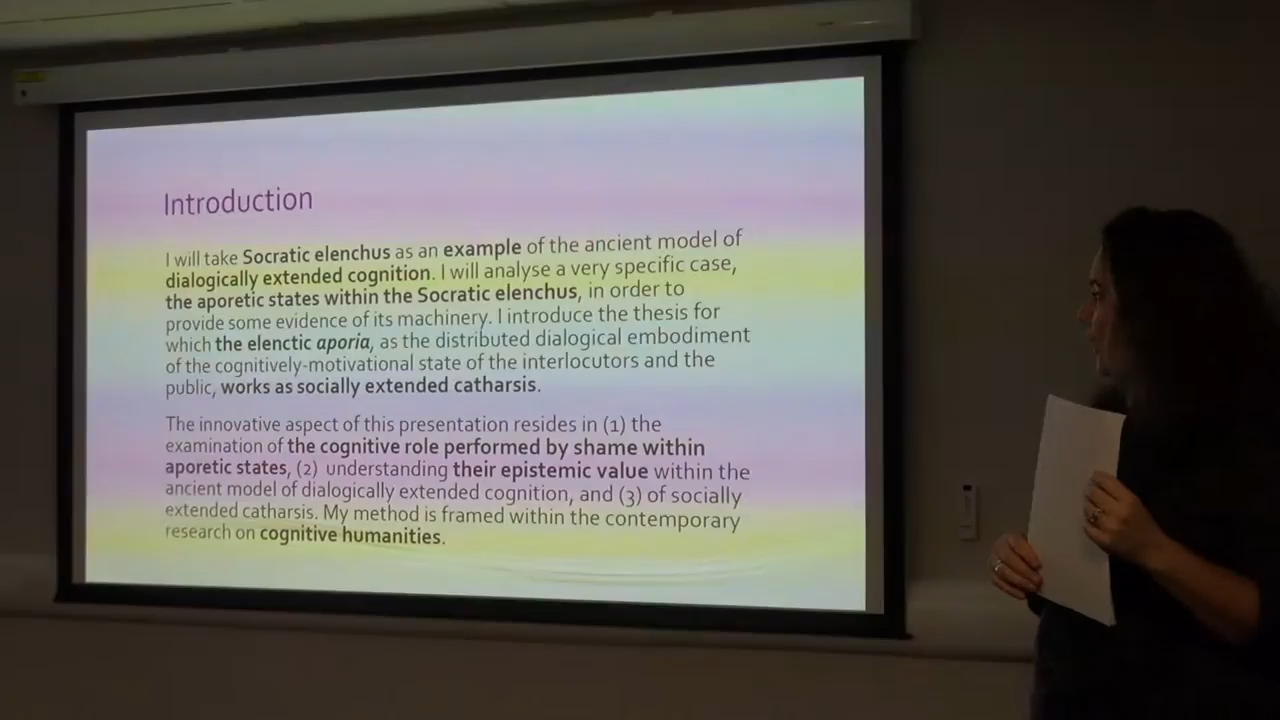 Introduction
I will take Socratic elenchus as an example of the ancient model of
dialogically extended cognition. I will analyse a very specific case,
the aporetic states within the Socratic elenchus, in order to
provide some evidence of its machinery. I introduce the thesis for
which the elenctic aporia, as the distributed dialogical embodiment
of the cognitively-motivational state of the interlocutors and the
public, works as socially extended catharsis.
The innovative aspect of this presentation resides in (1) the
examination of the cognitive role performed by shame within
aporetic states, (2) understanding their epistemic value within the
ancient model of dialogically extended cognition, and (3) of socially
extended catharsis. My method is framed within the contemporary
research on cognitive humanities.